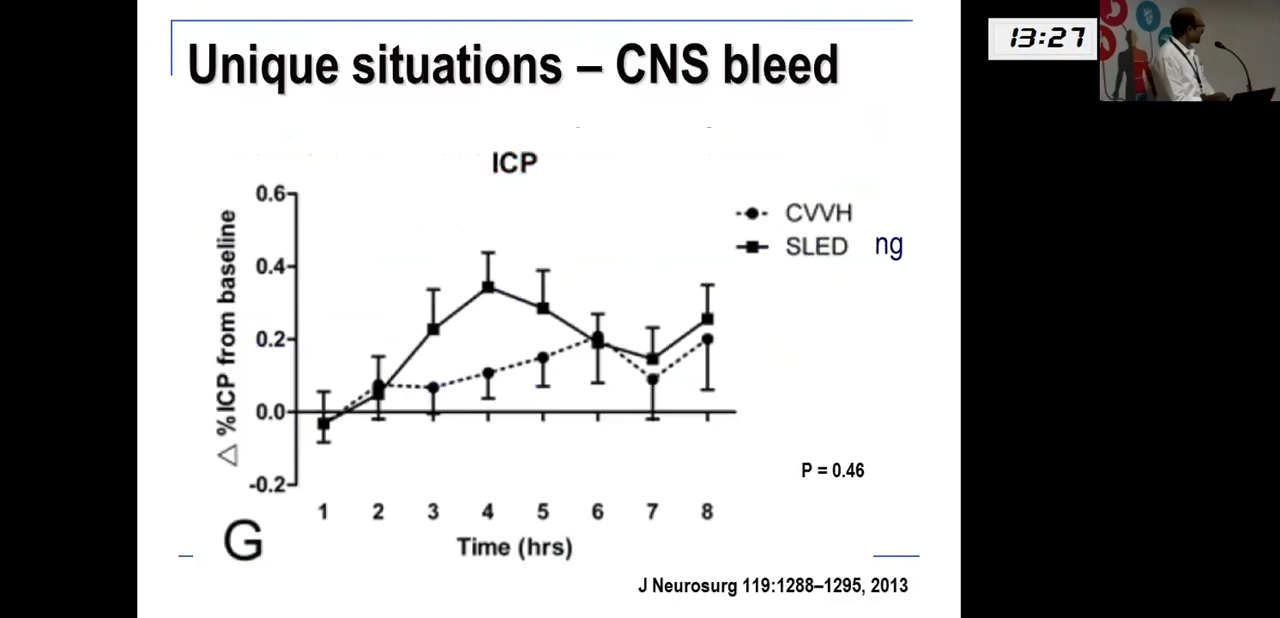 Unique situations – CNS bleed
13:27
ICP
0.6
0.4
0.2
0.0
-0.2
△ %ICP from baseline
CVVH
SLED
ng
P = 0.46
1 2 3 4 5 6 7 8
Time (hrs)
G
J Neurosurg 119:1288–1295, 2013